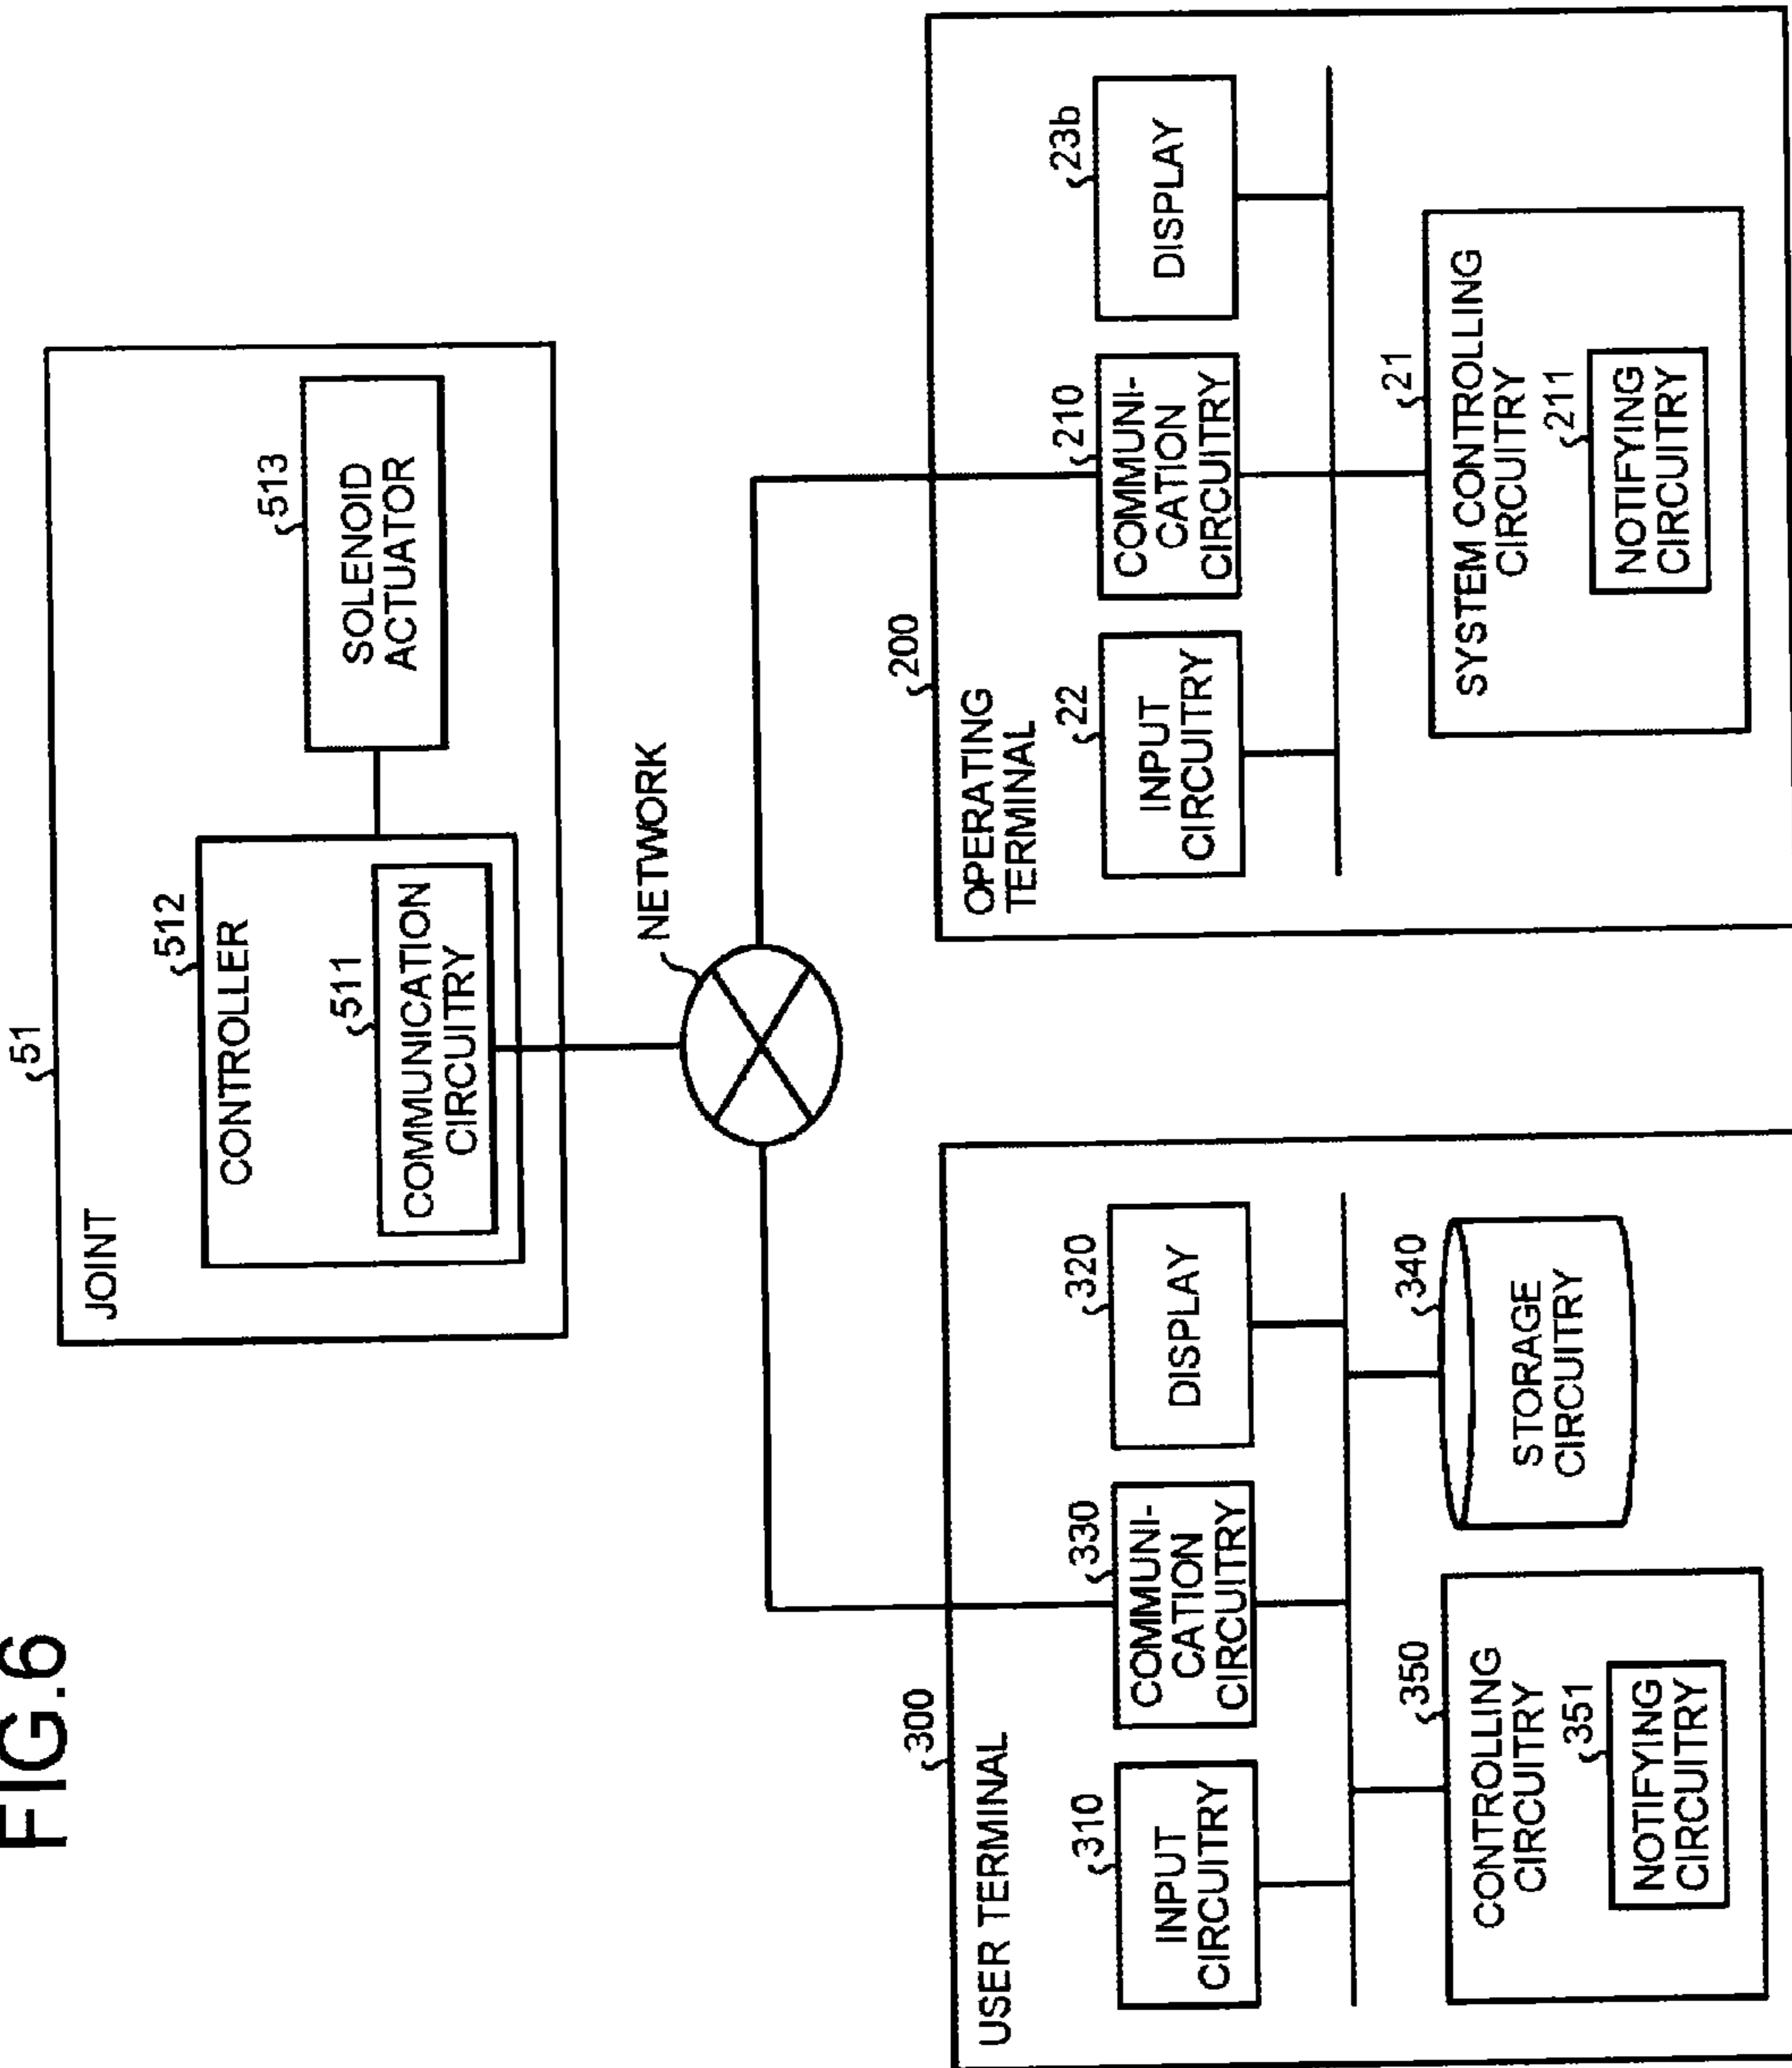 FIG.6
51
JOINT
512
CONTROLLER
511
COMMUNICATION
CIRCUITRY
513
SOLENOID
ACTUATOR
NETWORK
300
USER TERMINAL
310
INPUT
CIRCUITRY
330
COMMUNI-
CATION
CIRCUITRY
320
DISPLAY
350
CONTROLLING
CIRCUITRY
351
NOTIFYING
CIRCUITRY
340
STORAGE
CIRCUITRY
200
OPERATING
TERMINAL
22
INPUT
CIRCUITRY
210
COMMUNI-
CATION
CIRCUITRY
23b
DISPLAY
21
SYSTEM CONTROLLING
CIRCUITRY
211
NOTIFYING
CIRCUITRY